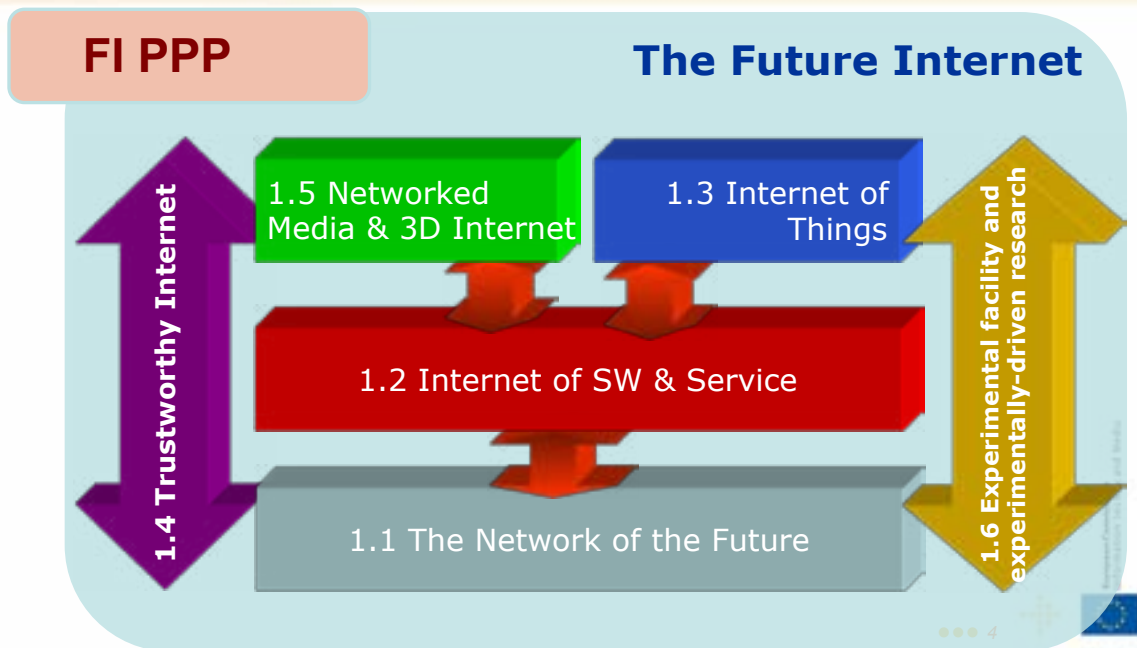 FI PPP
The Future Internet
1.4 Trustworthy Internet
1.5 Networked
Media & 3D Internet
1.3 Internet of
Things
1.2 Internet of SW & Service
1.1 The Network of the Future
1.6 Experimental facility and
experimentally-driven research
4